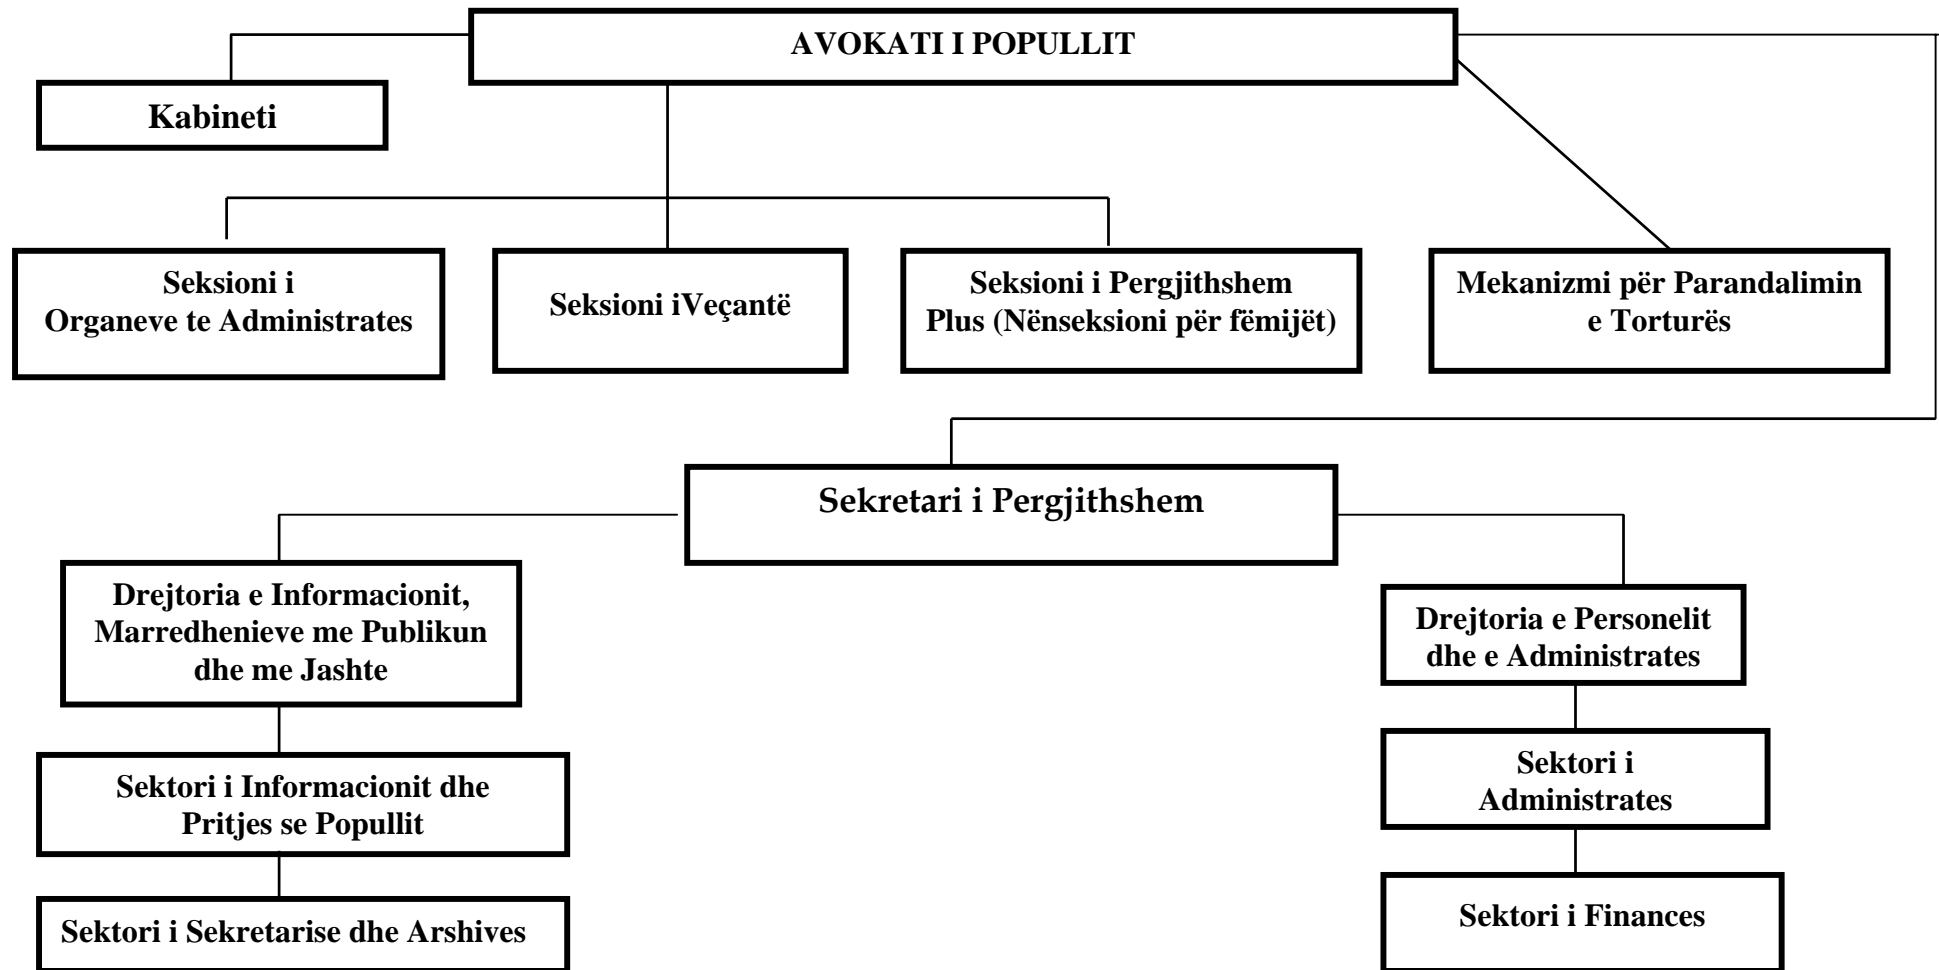 AVOKATI I POPULLIT
Kabineti
Seksioni i
Organeve te Administrates
Seksioni iVeçantë
Seksioni i Pergjithshem
Plus (Nënseksioni për fëmijët)
Mekanizmi për Parandalimin
e Torturës
Sekretari i Pergjithshem
Drejtoria e Informacionit,
Marredhenieve me Publikun
dhe me Jashte
Drejtoria e Personelit
dhe e Administrates
Sektori i Informacionit dhe
Pritjes se Popullit
Sektori i
Administrates
Sektori i Sekretarise dhe Arshives
Sektori i Finances